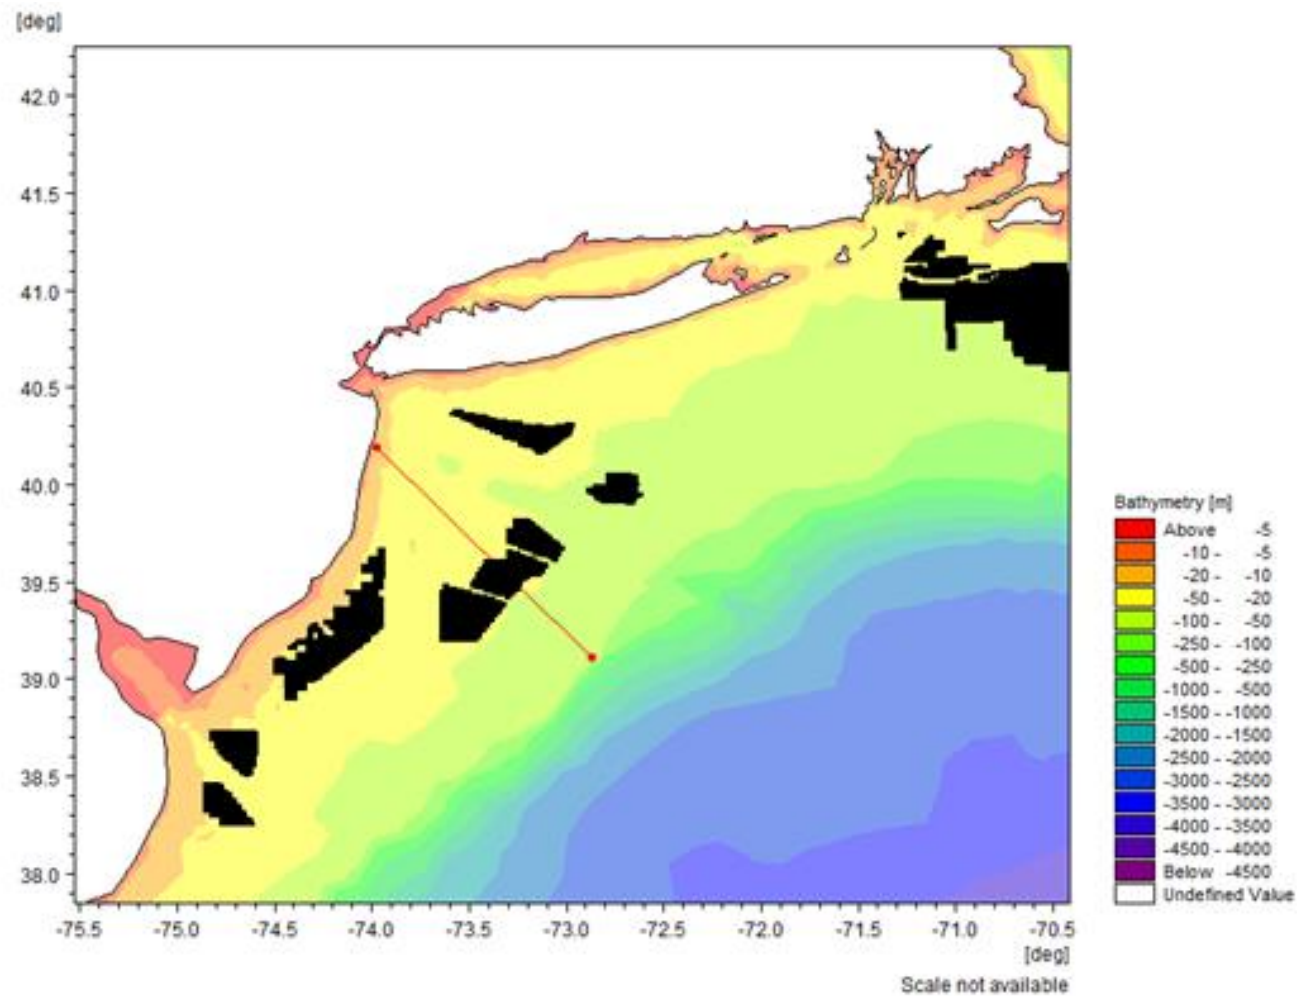 [deg]
42.0
41.5
41.0
40.5
40.0
39.5
39.0
38.5
38.0
-75.5 -75.0 -74.5 -74.0 -73.5 -73.0 -72.5 -72.0 -71.5 -71.0 -70.5
[deg]
Scale not available
Bathymetry [m]
Above -5
-10 - -5
-20 - -10
-50 - -20
-100 - -50
-250 - -100
-500 - -250
-1000 - -500
-1500 - -1000
-2000 - -1500
-2500 - -2000
-3000 - -2500
-3500 - -3000
-4000 - -3500
-4500 - -4000
Below -4500
Undefined Value